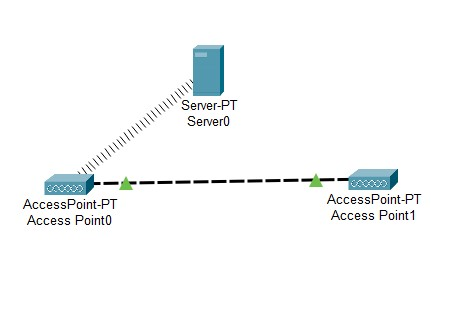 Server-PT
Server0
AccessPoint-PT
Access Point0
AccessPoint-PT
Access Point1